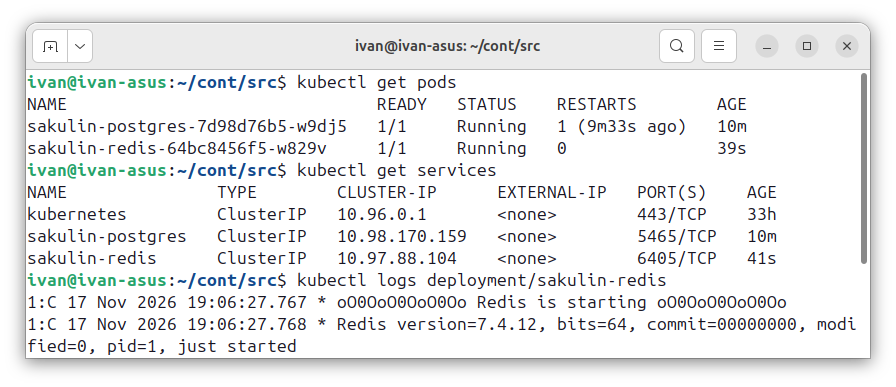 ivan@ivan-asus: ~/cont/src
ivan@ivan-asus:~/cont/src$ kubectl get pods
NAME                               READY   STATUS    RESTARTS        AGE
sakulin-postgres-7d98d76b5-w9dj5   1/1     Running   1 (9m33s ago)   10m
sakulin-redis-64bc8456f5-w829v     1/1     Running   0               39s
ivan@ivan-asus:~/cont/src$ kubectl get services
NAME               TYPE        CLUSTER-IP      EXTERNAL-IP   PORT(S)    AGE
kubernetes         ClusterIP   10.96.0.1       <none>        443/TCP    33h
sakulin-postgres   ClusterIP   10.98.170.159   <none>        5465/TCP   10m
sakulin-redis      ClusterIP   10.97.88.104    <none>        6405/TCP   41s
ivan@ivan-asus:~/cont/src$ kubectl logs deployment/sakulin-redis
1:C 17 Nov 2026 19:06:27.767 * oO0OoO0OoO0Oo Redis is starting oO0OoO0OoO0Oo
1:C 17 Nov 2026 19:06:27.768 * Redis version=7.4.12, bits=64, commit=00000000, modi
fied=0, pid=1, just started